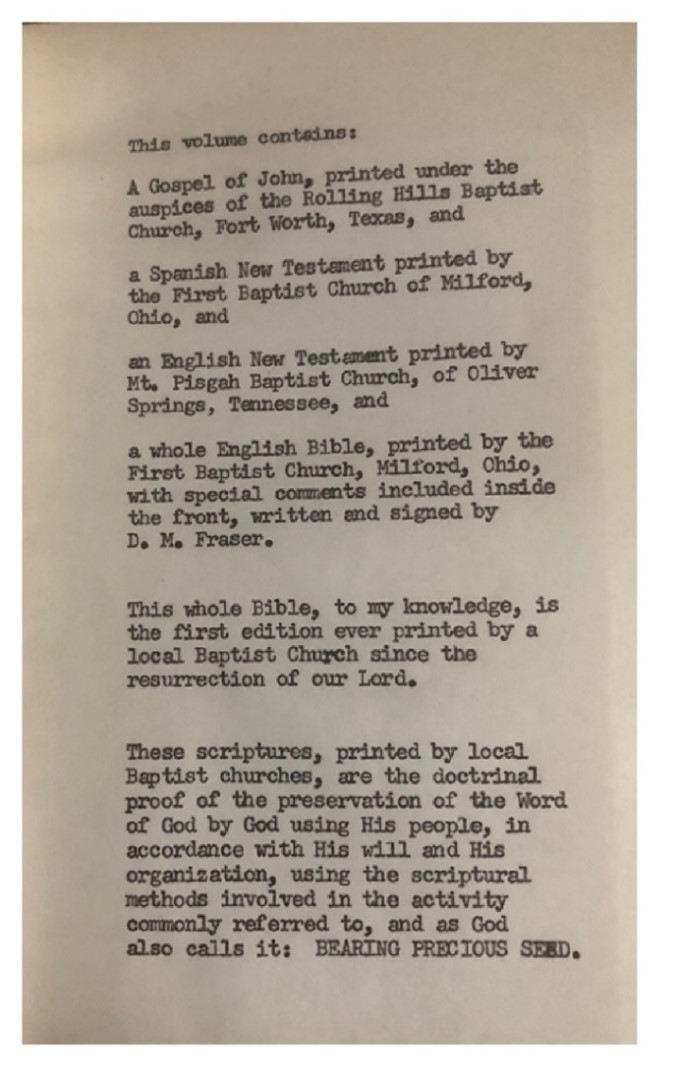 This volume contains:
A Gospel of John, printed under the
auspices of the Rolling Hills Baptist
Church, Fort Worth, Texas, and
a Spanish New Testament printed by
the First Baptist Church of Milford,
Ohio, and
an English New Testament printed by
Mt. Pisgah Baptist Church, of Oliver
Springs, Tennessee, and
a whole English Bible, printed by the
First Baptist Church, Milford, Ohio,
with special comments included inside
the front, written and signed by
D. M. Fraser.
This whole Bible, to my knowledge, is
the first edition ever printed by a
local Baptist Church since the
resurrection of our Lord.
These scriptures, printed by local
Baptist churches, are the doctrinal
proof of the preservation of the Word
of God by God using His people, in
accordance with His will and His
organization, using the scriptural
methods involved in the activity
commonly referred to, and as God
also calls it:  BEARING PRECIOUS SEED.